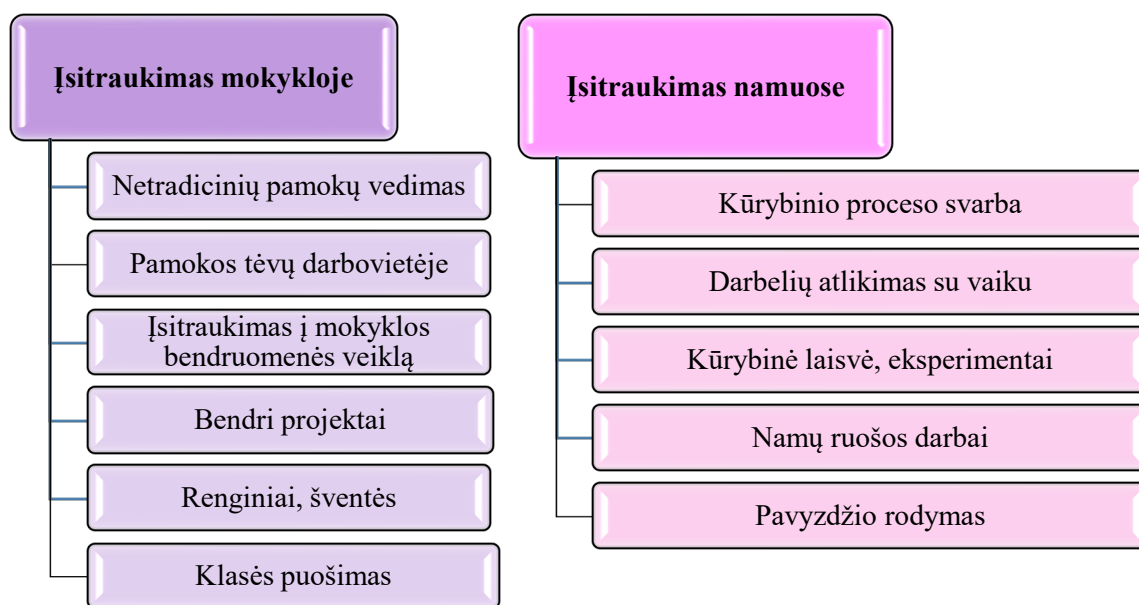 Įsitraukimas mokykloje
Netradicinių pamokų vedimas
Pamokos tėvų darbovietėje
Įsitraukimas į mokyklos
bendruomenės veiklą
Bendri projektai
Renginiai, šventės
Klasės puošimas
Įsitraukimas namuose
Kūrybinio proceso svarba
Darbelių atlikimas su vaiku
Kūrybinė laisvė, eksperimentai
Namų ruošos darbai
Pavyzdžio rodymas